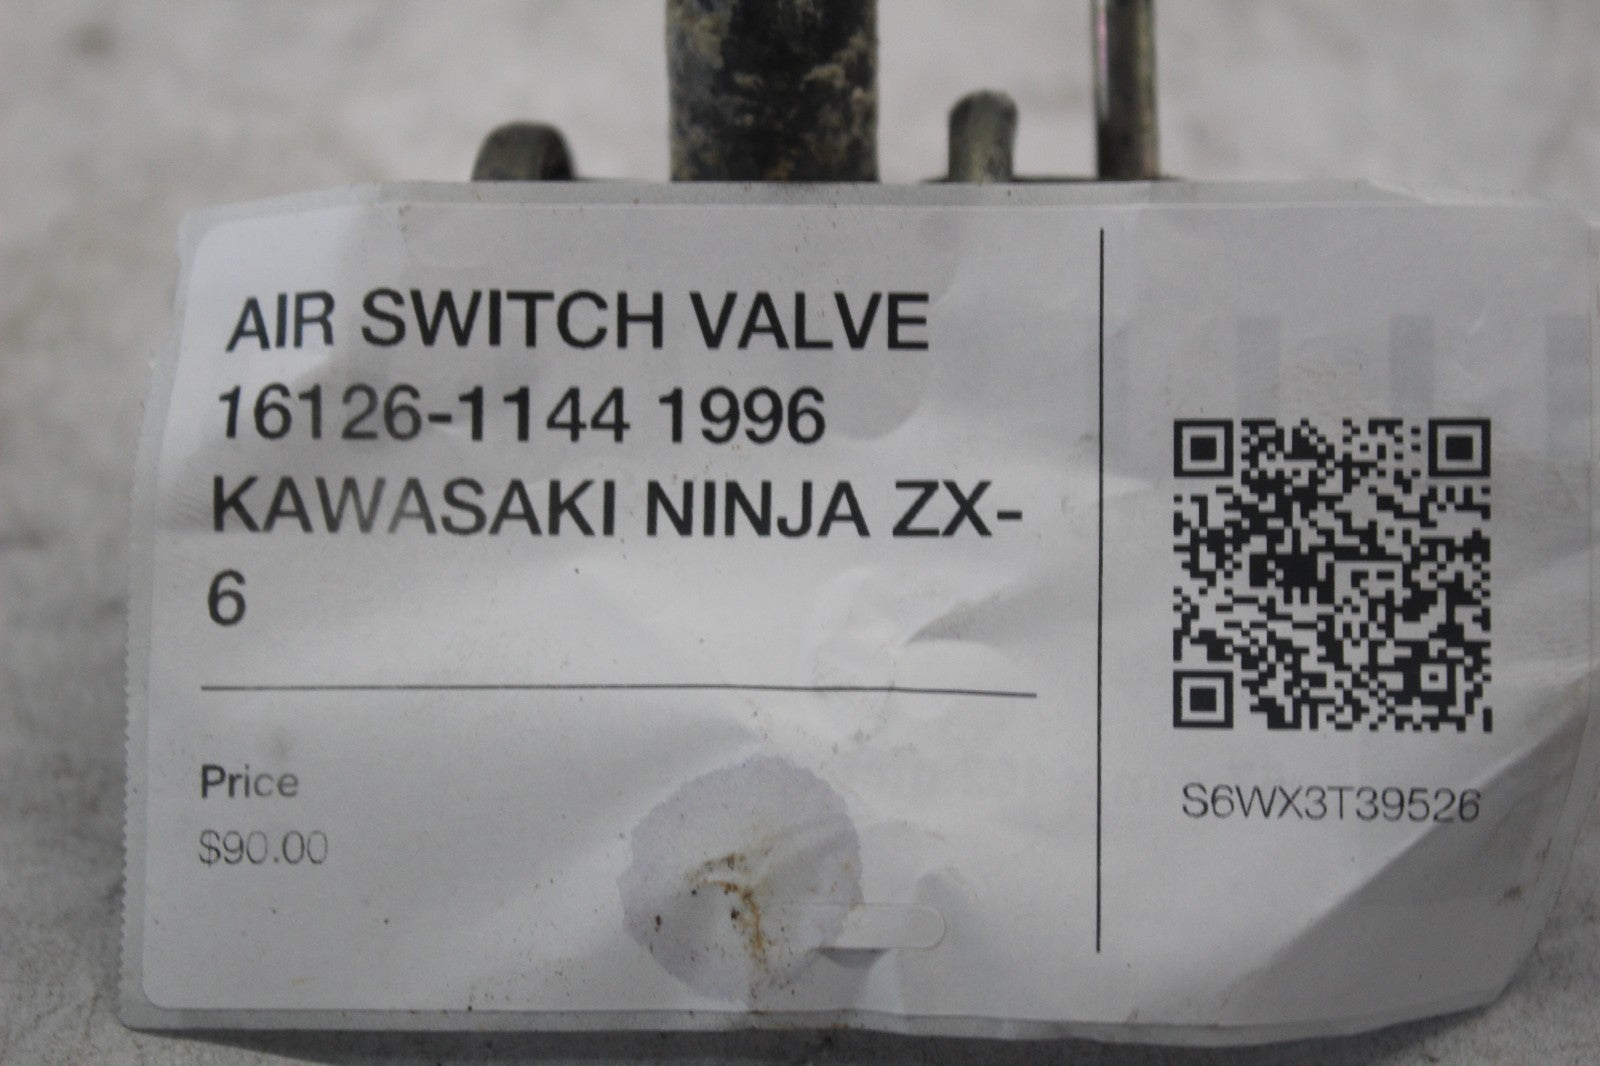 AIR SWITCH VALVE
16126-1144 1996
KAWASAKI NINJA ZX-
6
Price
$90.00
S6WX3T39526